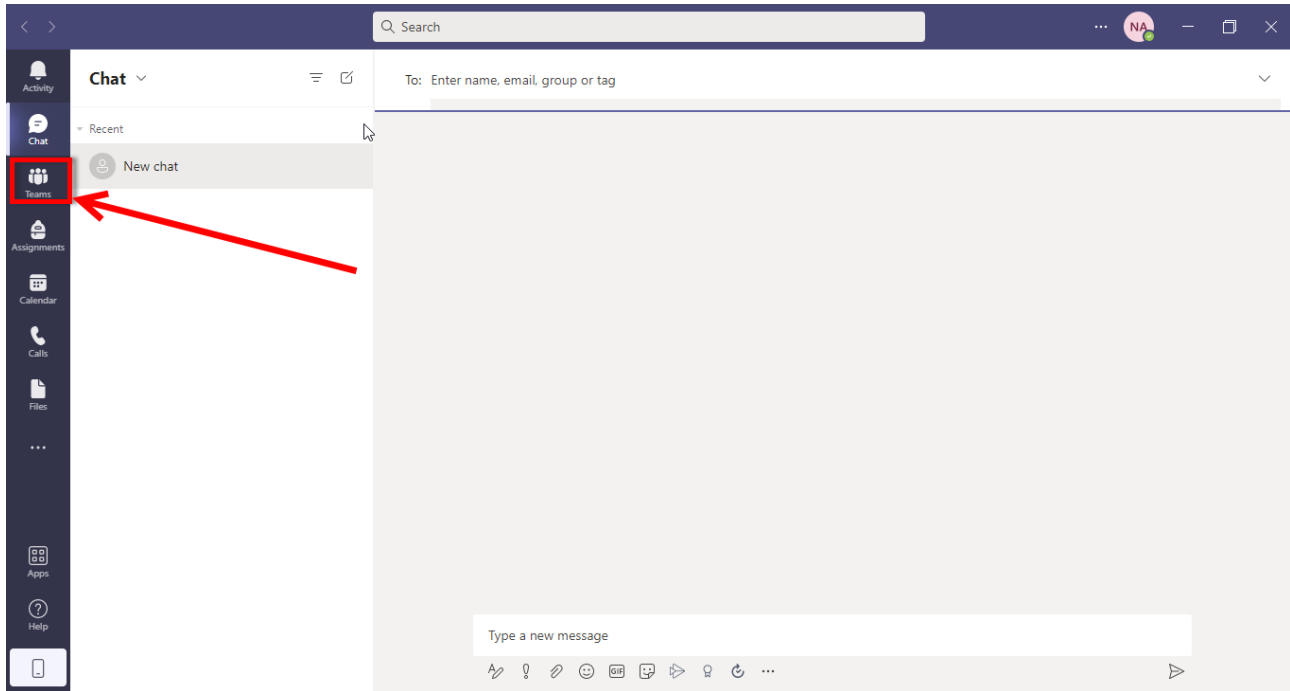 Search
NA
Activity
Chat
Teams
Assignments
Calendar
Calls
Files
Apps
Help
Chat
Recent
New chat
To: Enter name, email, group or tag
Type a new message
GIF